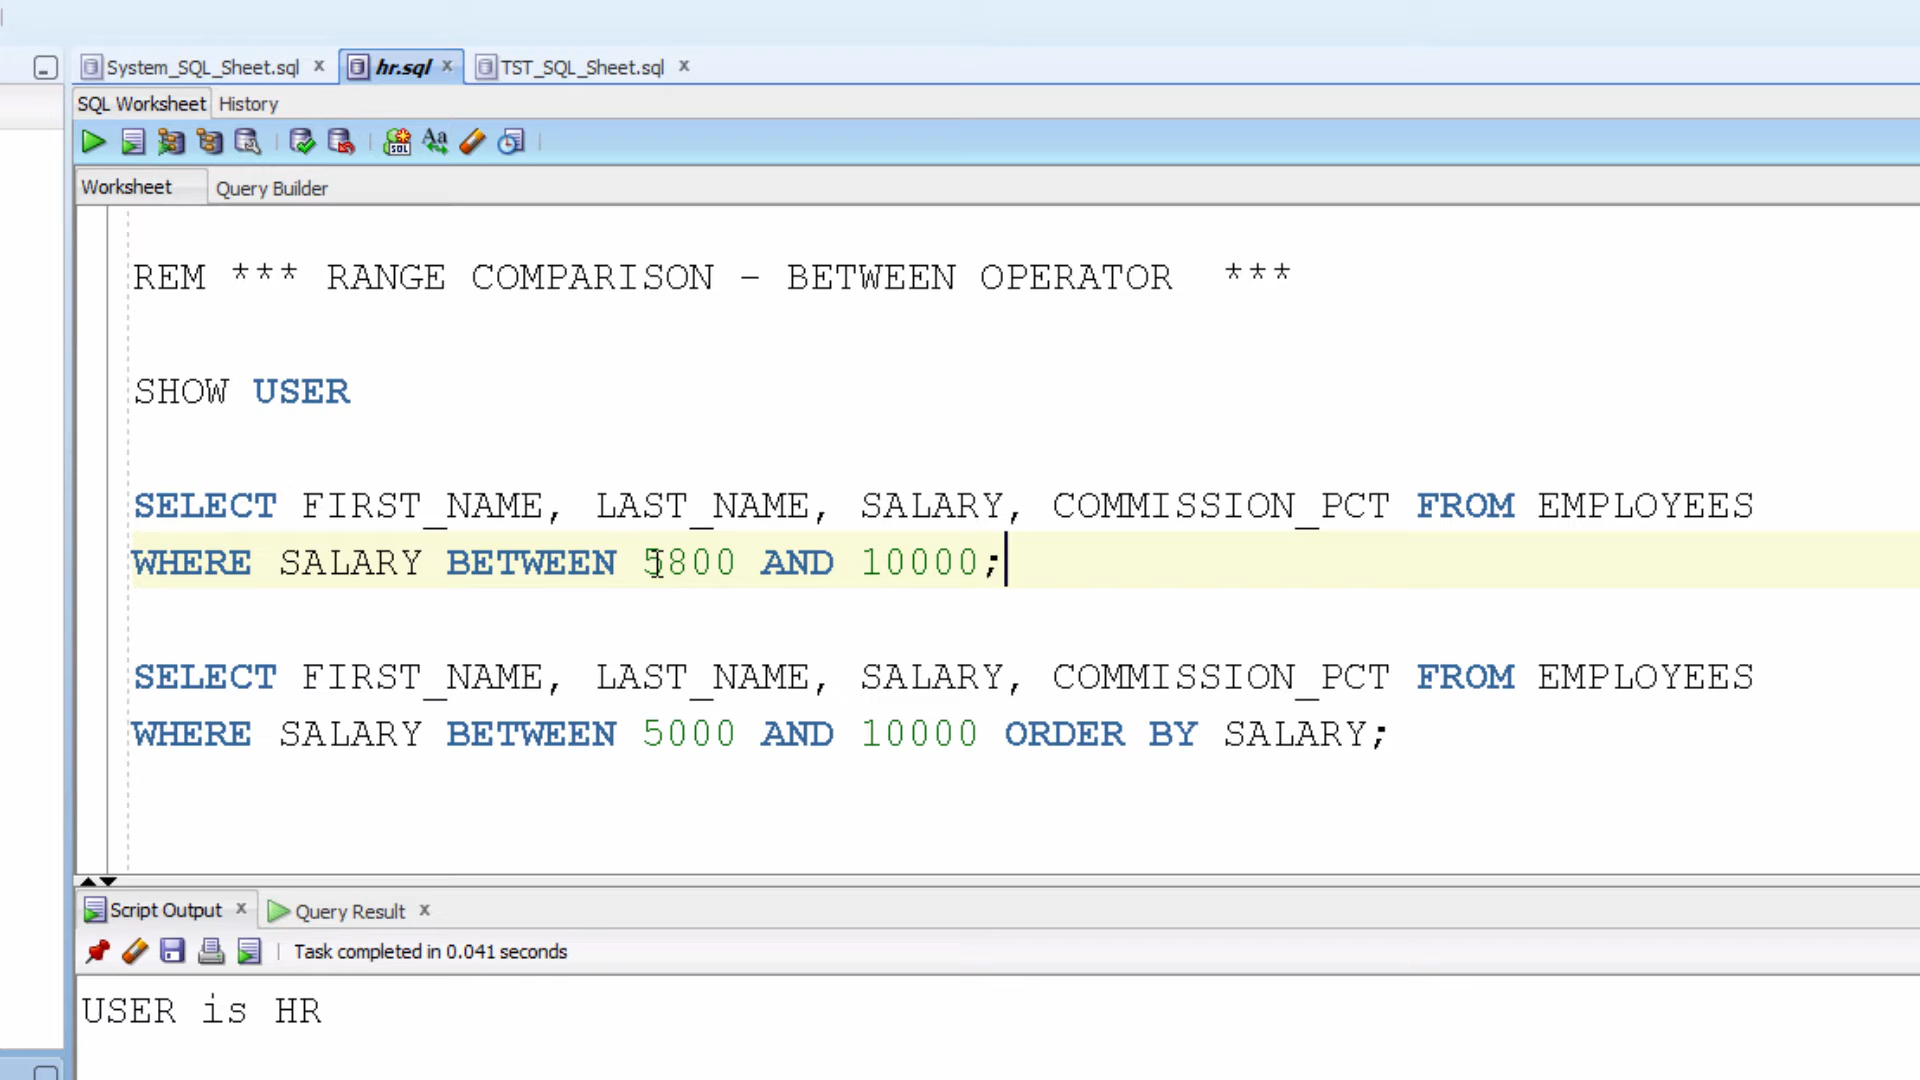 System_SQL_Sheet.sql x hr.sql x TST_SQL_Sheet.sql x
SQL Worksheet History
Worksheet Query Builder
REM *** RANGE COMPARISON - BETWEEN OPERATOR ***
SHOW USER
SELECT FIRST_NAME, LAST_NAME, SALARY, COMMISSION_PCT FROM EMPLOYEES
WHERE SALARY BETWEEN 5800 AND 10000;
SELECT FIRST_NAME, LAST_NAME, SALARY, COMMISSION_PCT FROM EMPLOYEES
WHERE SALARY BETWEEN 5000 AND 10000 ORDER BY SALARY;
Script Output x Query Result x
Task completed in 0.041 seconds
USER is HR